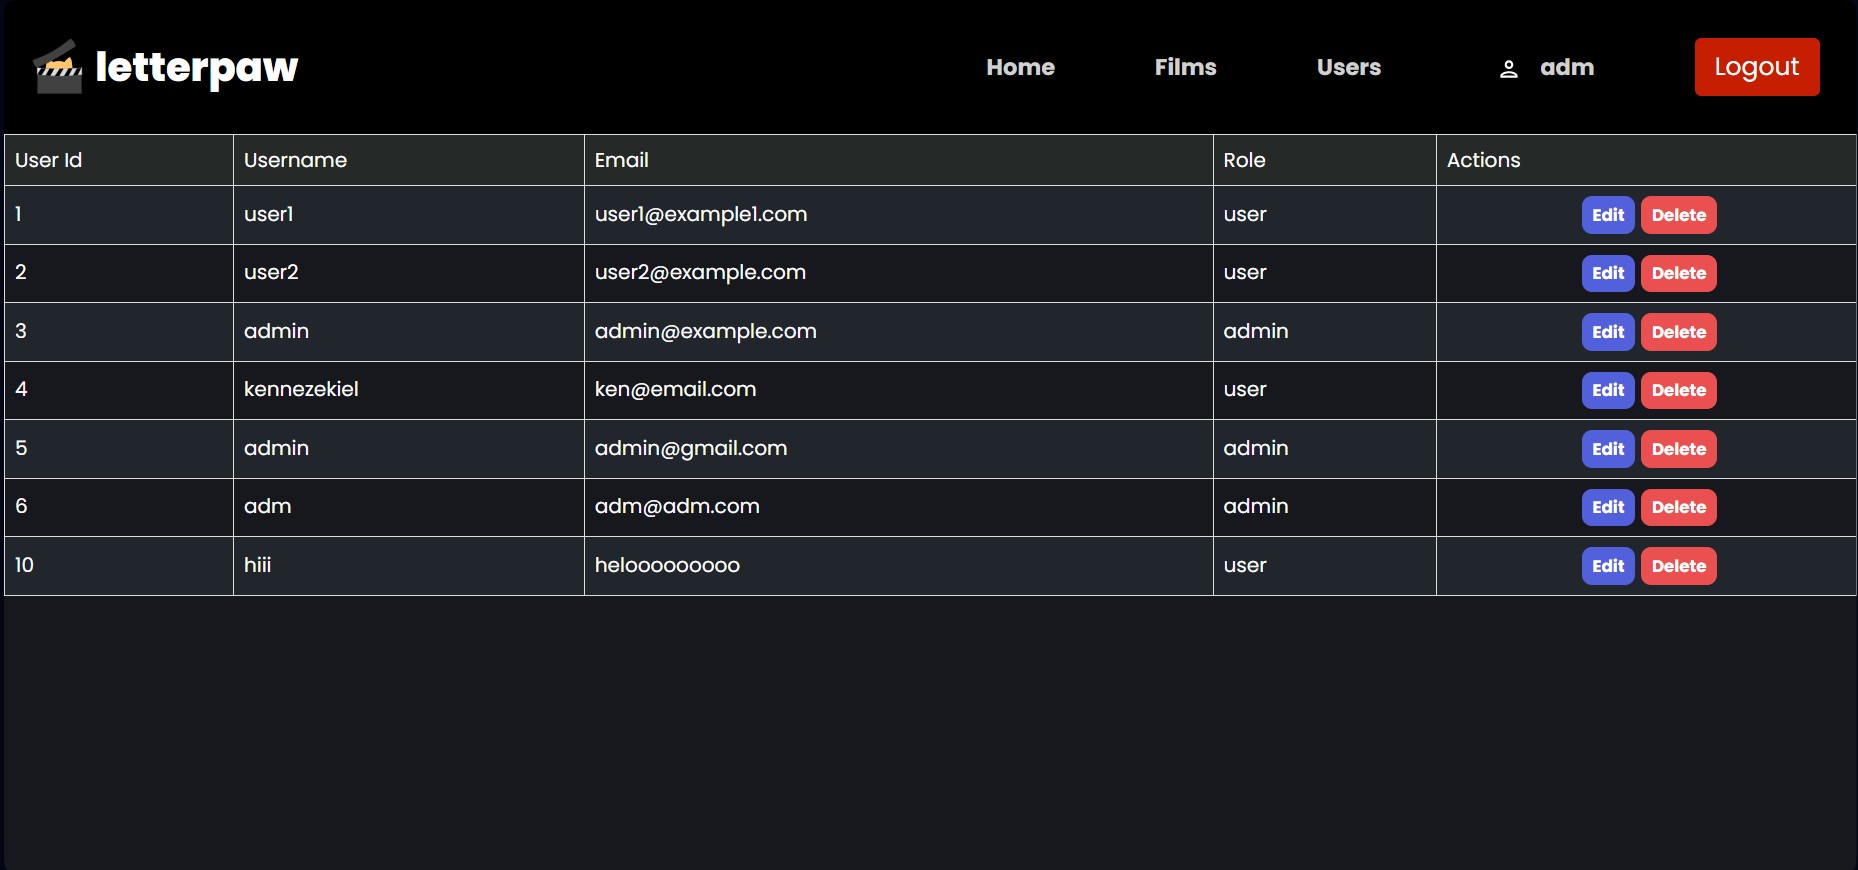 letterpaw Home Films Users adm Logout
User Id Username Email Role Actions
1 user1 user1@example1.com user Edit Delete
2 user2 user2@example.com user Edit Delete
3 admin admin@example.com admin Edit Delete
4 kennezekiel ken@email.com user Edit Delete
5 admin admin@gmail.com admin Edit Delete
6 adm adm@adm.com admin Edit Delete
10 hiii heloooooooooo user Edit Delete